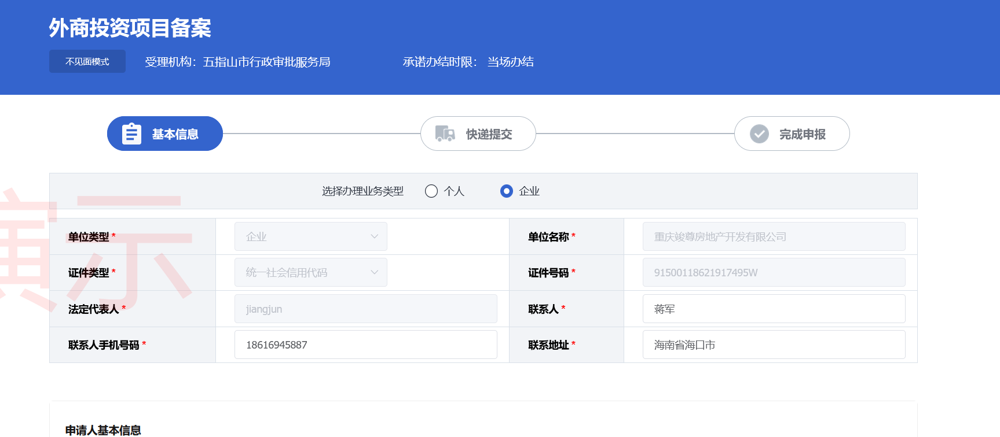 外商投资项目备案
不见面模式 受理机构：五指山市行政审批服务局 承诺办结时限： 当场办结
基本信息 快递提交 完成申报
选择办理业务类型 个人 企业
单位类型* 企业 单位名称* 重庆竣尊房地产开发有限公司
证件类型* 统一社会信用代码 证件号码* 91500118621917495W
法定代表人* jiangjun 联系人* 蒋军
联系人手机号码* 18616945887 联系地址* 海南省海口市
演示
申请人基本信息